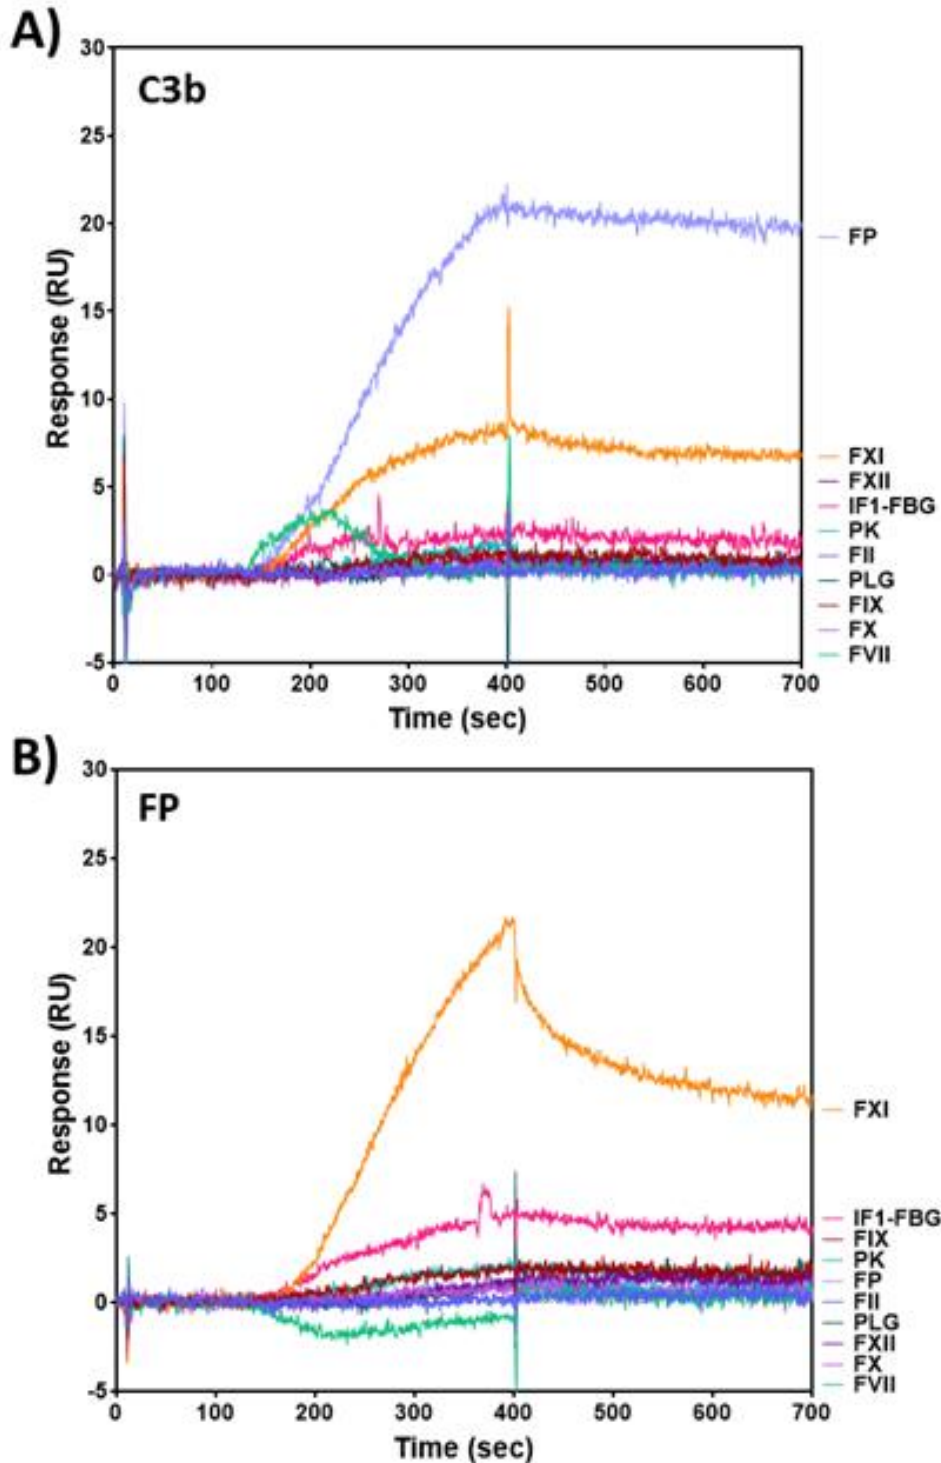 A)
C3b
Response (RU)
30
25
20
15
10
5
0
-5
0 100 200 300 400 500 600 700
Time (sec)
FP
FXI
FXII
IF1-FBG
PK
FII
PLG
FIX
FX
FVII
B)
FP
Response (RU)
30
25
20
15
10
5
0
-5
0 100 200 300 400 500 600 700
Time (sec)
FXI
IF1-FBG
FIX
PK
FP
FII
PLG
FXII
FX
FVII